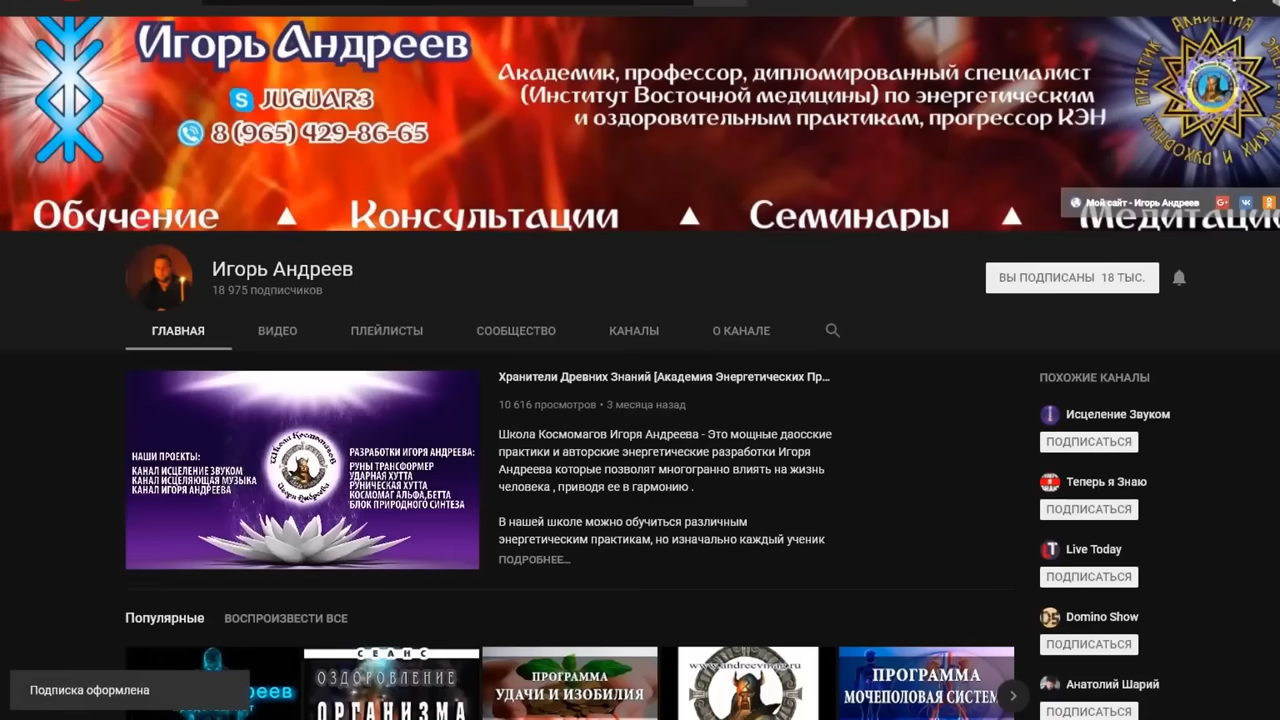 Игорь Андреев
JUGUAR3
8 (965) 429-86-65
Академик, профессор, дипломированный специалист
(Институт Восточной медицины) по энергетическим
и оздоровительным практикам, прогрессор КЭН
Обучение ▲ Консультации ▲ Семинары ▲
Мой сайт - Игорь Андреев
Игорь Андреев
18 975 подписчиков
ВЫ ПОДПИСАНЫ 18 ТЫС.
ГЛАВНАЯ ВИДЕО ПЛЕЙЛИСТЫ СООБЩЕСТВО КАНАЛЫ О КАНАЛЕ
НАШИ ПРОЕКТЫ:
КАНАЛ ИСЦЕЛЕНИЕ ЗВУКОМ
КАНАЛ ИСЦЕЛЯЮЩАЯ МУЗЫКА
КАНАЛ ИГОРЯ АНДРЕЕВА
Школа Космомагов
Игоря Андреева
РАЗРАБОТКИ ИГОРЯ АНДРЕЕВА:
РУНЫ ТРАНСФОРМЕР
УДАРНАЯ ХУТТА
РУНИЧЕСКАЯ ХУТТА
КОСМОМАГ АЛЬФА,БЕТТА
БЛОК ПРИРОДНОГО СИНТЕЗА
Хранители Древних Знаний [Академия Энергетических Пр...
10 616 просмотров • 3 месяца назад
Школа Космомагов Игоря Андреева - Это мощные даосские
практики и авторские энергетические разработки Игоря
Андреева которые позволят многогранно влиять на жизнь
человека , приводя ее в гармонию .
В нашей школе можно обучиться различным
энергетическим практикам, но изначально каждый ученик
ПОДРОБНЕЕ...
ПОХОЖИЕ КАНАЛЫ
Исцеление Звуком
ПОДПИСАТЬСЯ
Теперь я Знаю
ПОДПИСАТЬСЯ
Live Today
ПОДПИСАТЬСЯ
Domino Show
ПОДПИСАТЬСЯ
Анатолий Шарий
ПОДПИСАТЬСЯ
Популярные ВОСПРОИЗВЕСТИ ВСЕ
СЕАНС
ОЗДОРОВЛЕНИЕ
ОРГАНИЗМА
ПРОГРАММА
УДАЧИ И ИЗОБИЛИЯ
www.andreevmag.ru
ПРОГРАММА
МОЧЕПОЛОВАЯ СИСТЕМ
Подписка оформлена